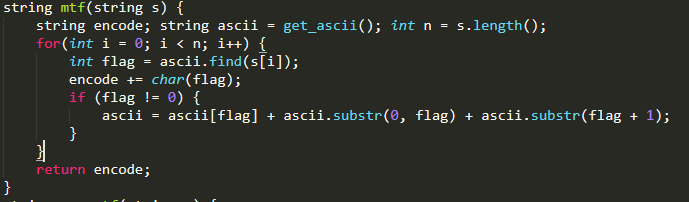 string mtf(string s) {
    string encode; string ascii = get_ascii(); int n = s.length();
    for(int i = 0; i < n; i++) {
        int flag = ascii.find(s[i]);
        encode += char(flag);
        if (flag != 0) {
            ascii = ascii[flag] + ascii.substr(0, flag) + ascii.substr(flag + 1);
        }
    }
    return encode;
}